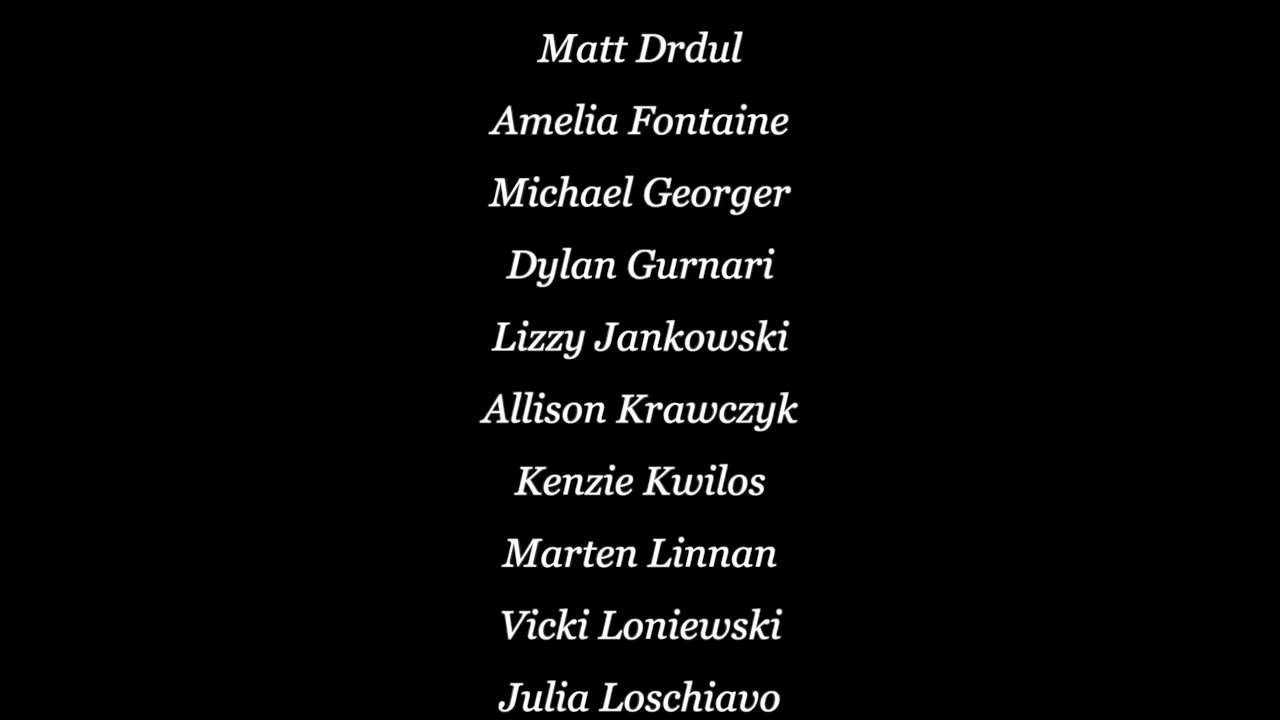 Matt Drdul
Amelia Fontaine
Michael Georger
Dylan Gurnari
Lizzy Jankowski
Allison Krawczyk
Kenzie Kwilos
Marten Linnan
Vicki Loniewski
Julia Loschiavo